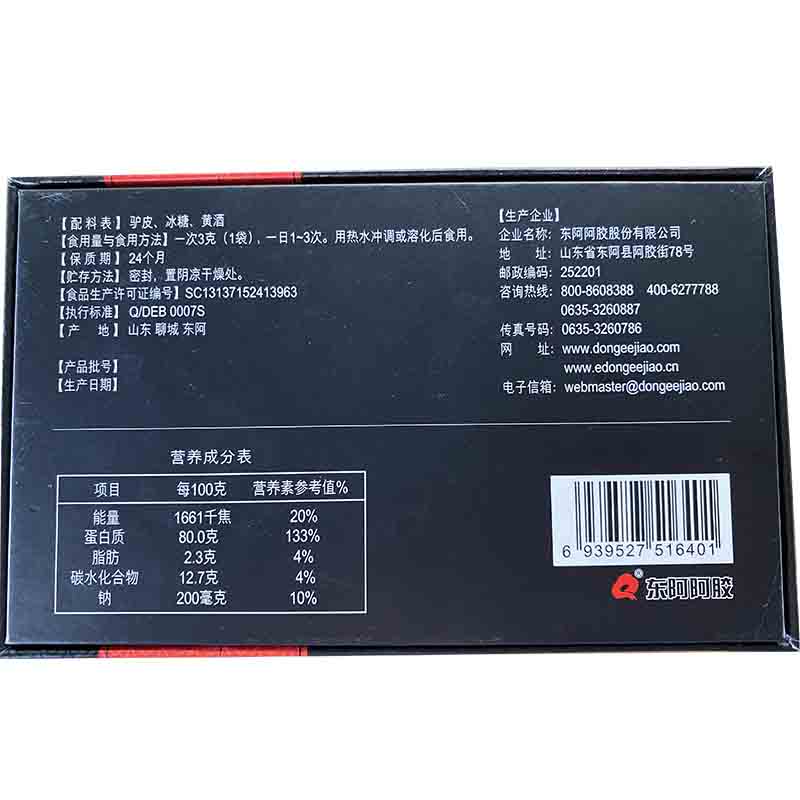 【配料表】驴皮、冰糖、黄酒
【食用量与食用方法】一次3克(1袋),一日1~3次。用热水冲调或溶化后食用。
【保质期】24个月
【贮存方法】密封,置阴凉干燥处。
【食品生产许可证编号】SC13137152413963
【执行标准】Q/DEB 0007S
【产 地】山东 聊城 东阿
【产品批号】
【生产日期】
【生产企业】
企业名称:东阿阿胶股份有限公司
地 址:山东省东阿县阿胶街78号
邮政编码:252201
咨询热线:800-8608388 400-6277788
0635-3260887
传真号码:0635-3260786
网 址:www.dongeejiao.com
www.edongeejiao.cn
电子信箱:webmaster@dongeejiao.com
营养成分表
项目 每100克 营养素参考值%
能量 1661千焦 20%
蛋白质 80.0克 133%
脂肪 2.3克 4%
碳水化合物 12.7克 4%
钠 200毫克 10%
6 939527 516401
® 东阿阿胶